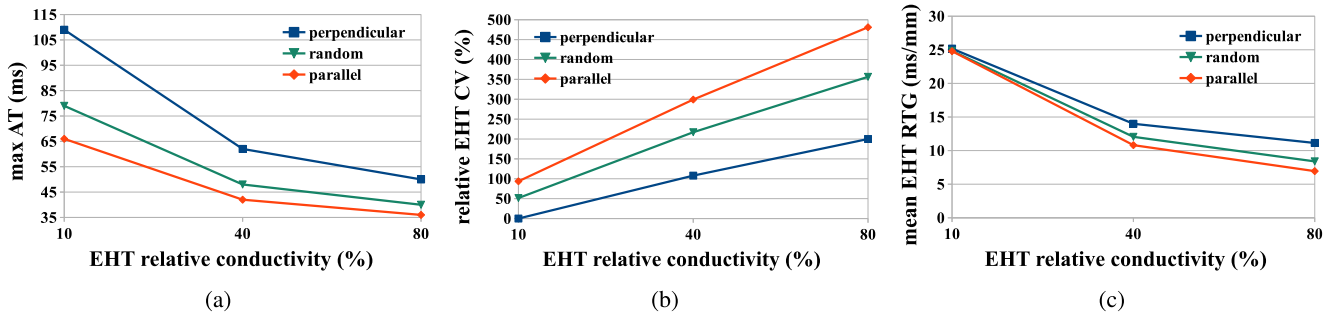 115
105
95
85
75
65
55
45
35
max AT (ms)
perpendicular
random
parallel
10 40 80
EHT relative conductivity (%)
(a)
500
450
400
350
300
250
200
150
100
50
0
relative EHT CV (%)
perpendicular
random
parallel
10 40 80
EHT relative conductivity (%)
(b)
30
25
20
15
10
5
0
mean EHT RTG (ms/mm)
perpendicular
random
parallel
10 40 80
EHT relative conductivity (%)
(c)